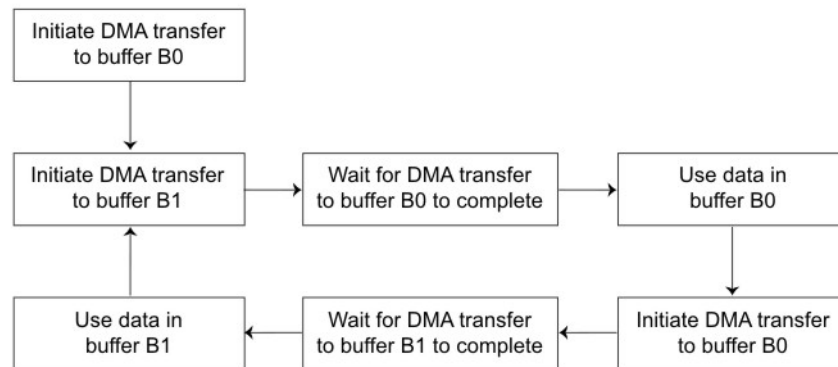 Initiate DMA transfer
to buffer B0
Initiate DMA transfer
to buffer B1
Wait for DMA transfer
to buffer B0 to complete
Use data in
buffer B0
Use data in
buffer B1
Wait for DMA transfer
to buffer B1 to complete
Initiate DMA transfer
to buffer B0